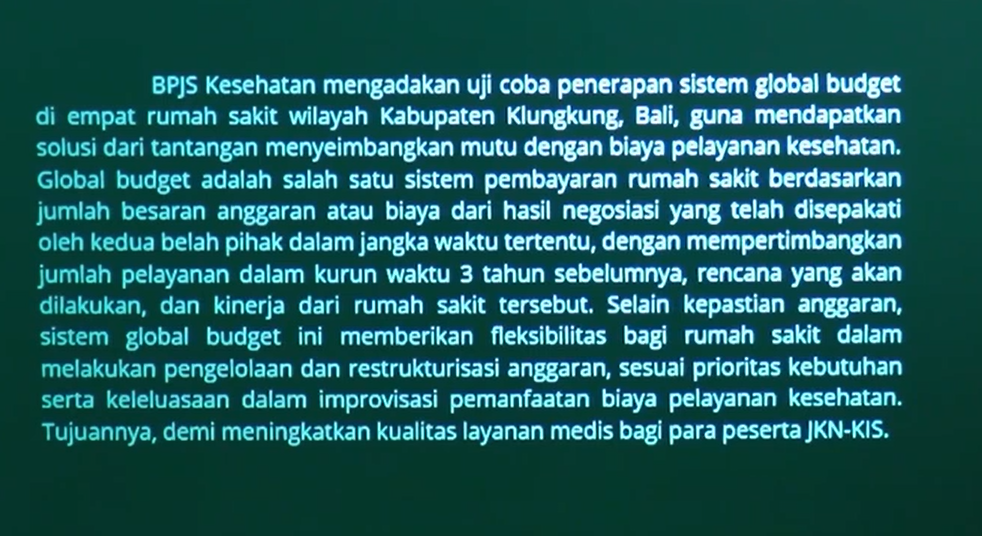 BPJS Kesehatan mengadakan uji coba penerapan sistem global budget
di empat rumah sakit wilayah Kabupaten Klungkung, Bali, guna mendapatkan
solusi dari tantangan menyeimbangkan mutu dengan biaya pelayanan kesehatan.
Global budget adalah salah satu sistem pembayaran rumah sakit berdasarkan
jumlah besaran anggaran atau biaya dari hasil negosiasi yang telah disepakati
oleh kedua belah pihak dalam jangka waktu tertentu, dengan mempertimbangkan
jumlah pelayanan dalam kurun waktu 3 tahun sebelumnya, rencana yang akan
dilakukan, dan kinerja dari rumah sakit tersebut. Selain kepastian anggaran,
sistem global budget ini memberikan fleksibilitas bagi rumah sakit dalam
melakukan pengelolaan dan restrukturisasi anggaran, sesuai prioritas kebutuhan
serta keleluasaan dalam improvisasi pemanfaatan biaya pelayanan kesehatan.
Tujuannya, demi meningkatkan kualitas layanan medis bagi para peserta JKN-KIS.